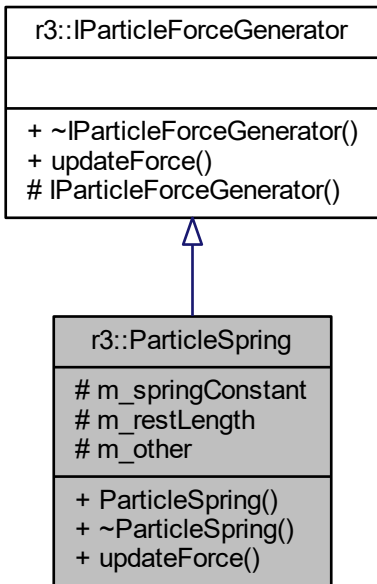 r3::IParticleForceGenerator
+ ~IParticleForceGenerator()
+ updateForce()
# IParticleForceGenerator()
r3::ParticleSpring
# m_springConstant
# m_restLength
# m_other
+ ParticleSpring()
+ ~ParticleSpring()
+ updateForce()